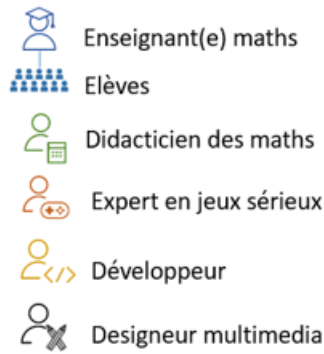 Enseignant(e) maths
Elèves
Didacticien des maths
Expert en jeux sérieux
Développeur
Designeur multimedia